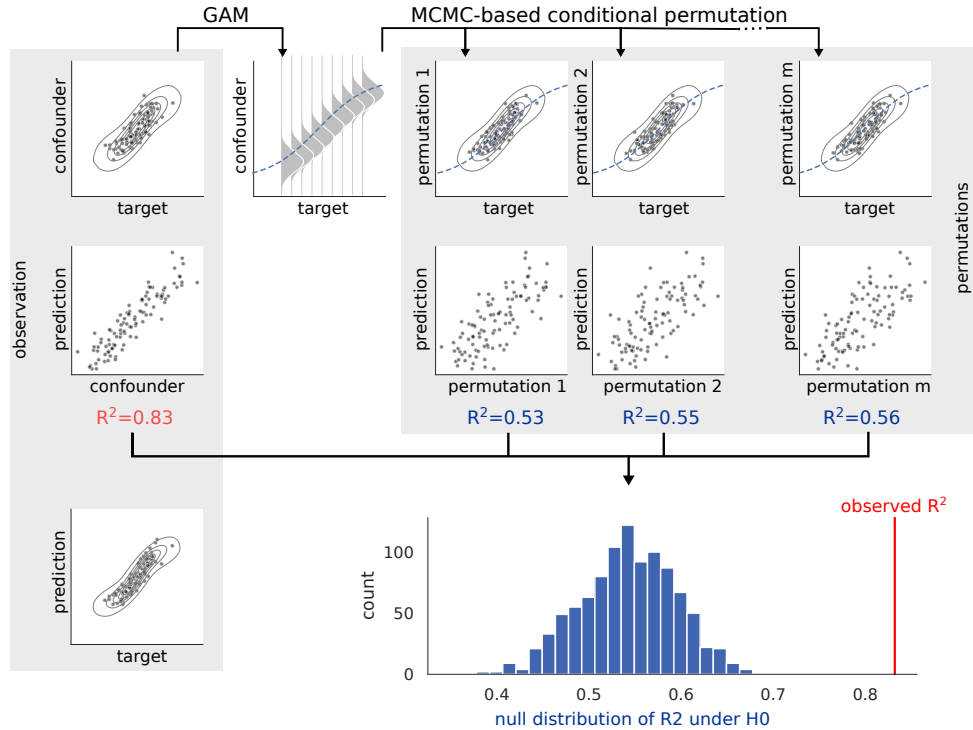 GAM
MCMC-based conditional permutation
confounder
target
confounder
target
permutation 1
target
permutation 2
target
permutation m
target
observation
permutations
prediction
confounder
R²=0.83
prediction
permutation 1
R²=0.53
prediction
permutation 2
R²=0.55
prediction
permutation m
R²=0.56
prediction
target
observed R²
count
100
50
0
0.4
0.5
0.6
0.7
0.8
null distribution of R2 under H0